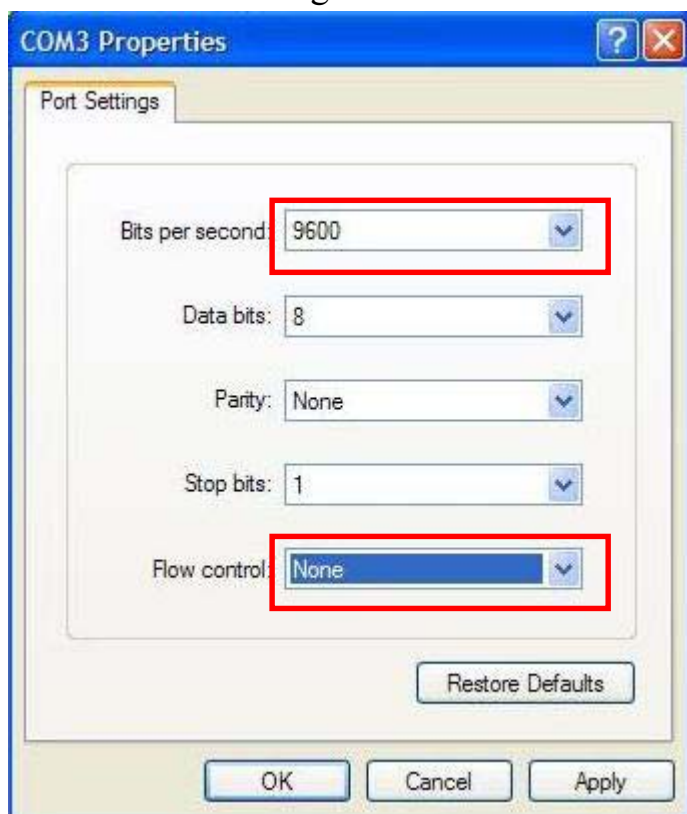 COM3 Properties
Port Settings
Bits per second: 9600
Data bits: 8
Parity: None
Stop bits: 1
Flow control: None
Restore Defaults
OK Cancel Apply